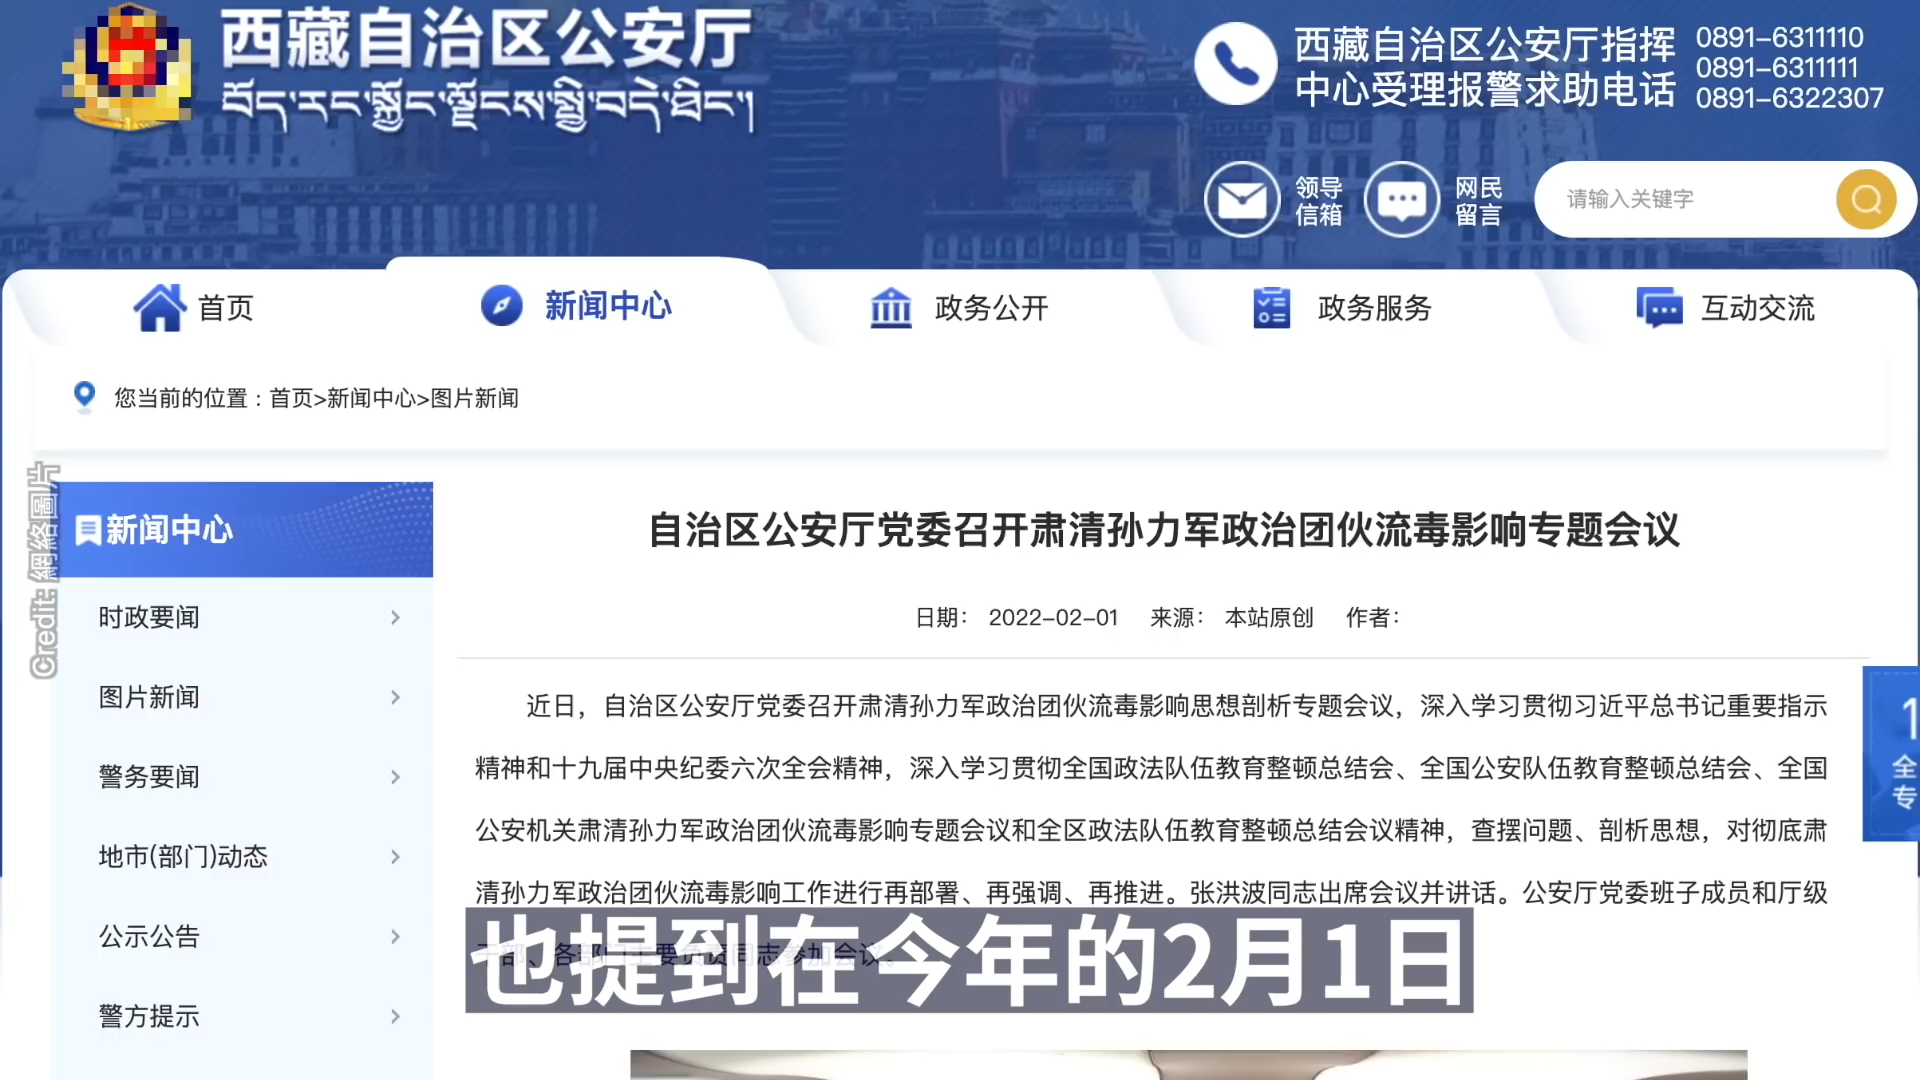 西藏自治区公安厅
བོད་རང་སྐྱོང་ལྗོངས་སྤྱི་བདེ་ཐིང་།
西藏自治区公安厅指挥
中心受理报警求助电话
0891-6311110
0891-6311111
0891-6322307
领导
信箱
网民
留言
请输入关键字
首页
新闻中心
政务公开
政务服务
互动交流
您当前的位置：首页>新闻中心>图片新闻
Credit: 網絡圖片
新闻中心
时政要闻
图片新闻
警务要闻
地市(部门)动态
公示公告
警方提示
自治区公安厅党委召开肃清孙力军政治团伙流毒影响专题会议
日期： 2022-02-01 来源： 本站原创 作者：
近日，自治区公安厅党委召开肃清孙力军政治团伙流毒影响思想剖析专题会议，深入学习贯彻习近平总书记重要指示
精神和十九届中央纪委六次全会精神，深入学习贯彻全国政法队伍教育整顿总结会、全国公安队伍教育整顿总结会、全国
公安机关肃清孙力军政治团伙流毒影响专题会议和全区政法队伍教育整顿总结会议精神，查摆问题、剖析思想，对彻底肃
清孙力军政治团伙流毒影响工作进行再部署、再强调、再推进。张洪波同志出席会议并讲话。公安厅党委班子成员和厅级
干部、各部门主要负责同志参加会议。
也提到在今年的2月1日
1
全
专